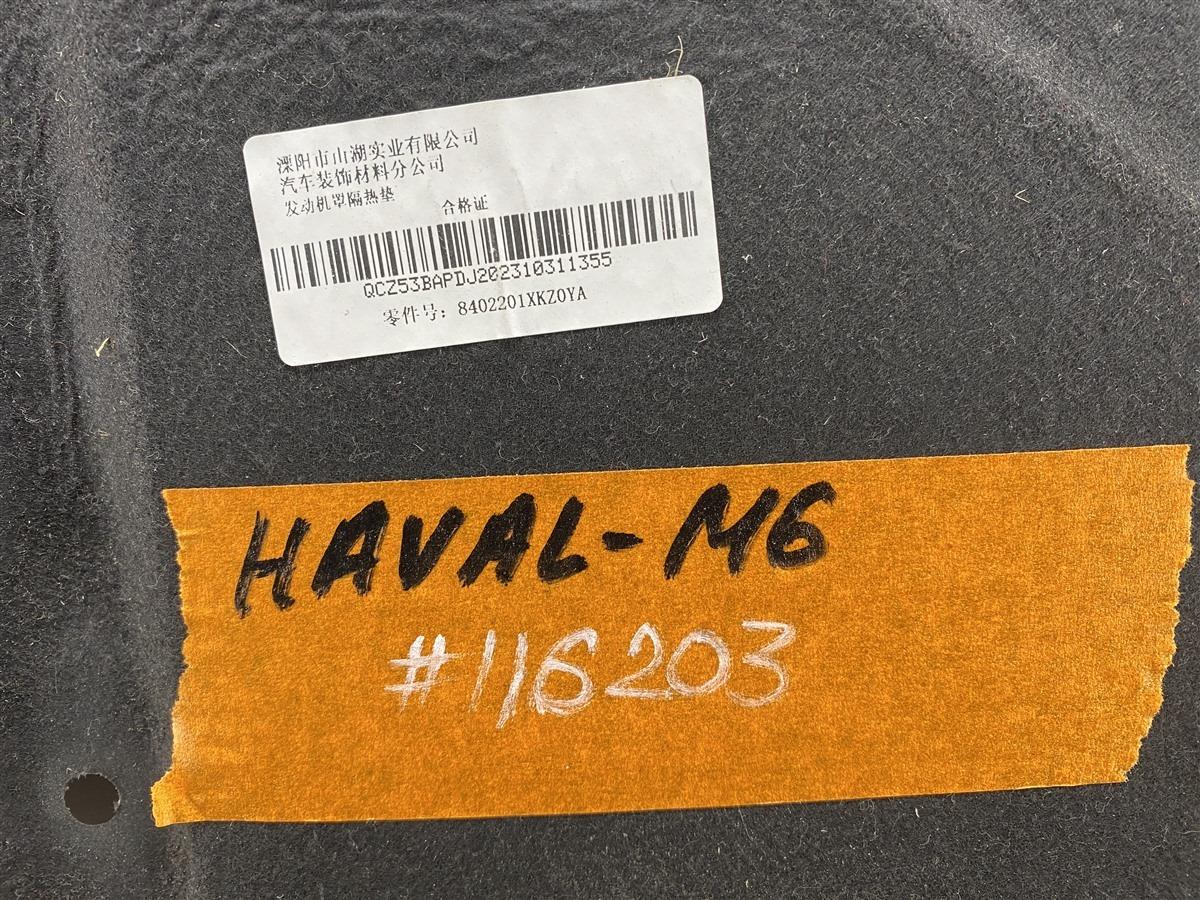 溧阳市山湖实业有限公司
汽车装饰材料分公司
发动机罩隔热垫 合格证
QCZ53BAPDJ202310311355
零件号：8402201XKZ0YA
HAVAL-M6
#116203